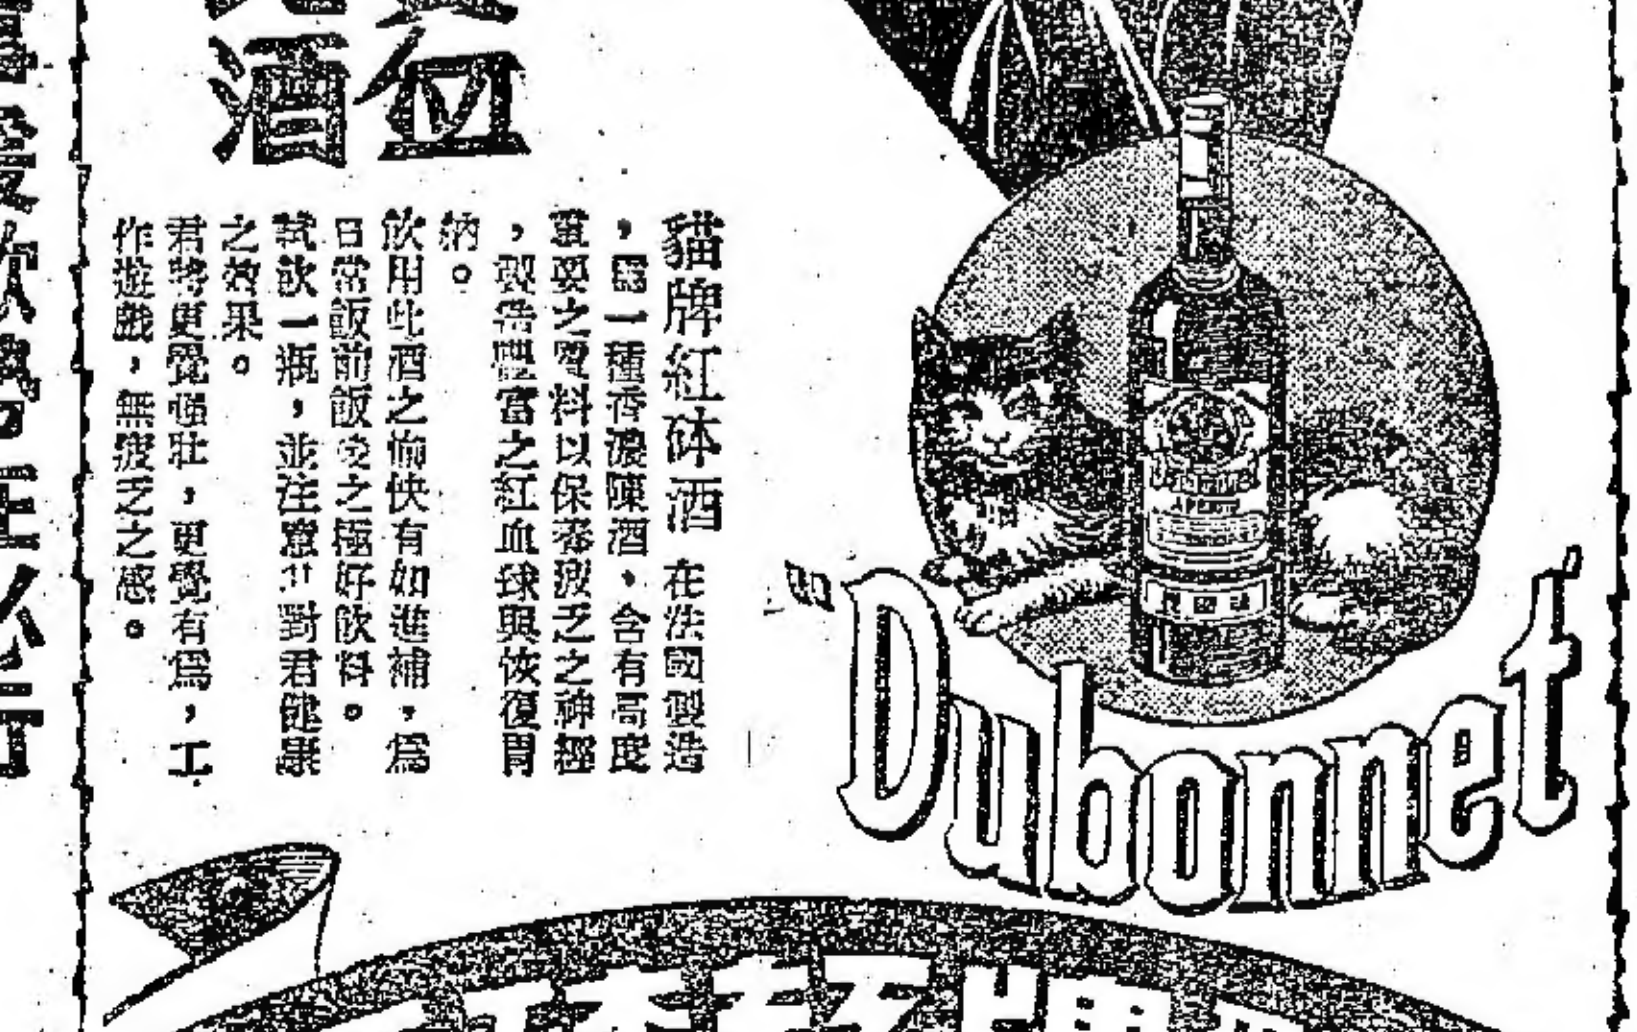 酒
貓牌紅砵酒 在法國製造
，為一種香濃陳酒、含有高度
重要之質料以保養疲乏之神經
，製造豐富之紅血球與恢復胃
納。
飲用此酒之愉快有如進補，為
日常飯前飯後之極好飲料。
試飲一瓶，並注意其對君健康
之效果。
君將更覺强壯，更覺有為，工
作遊戲，無疲乏之感。
Dubonnet